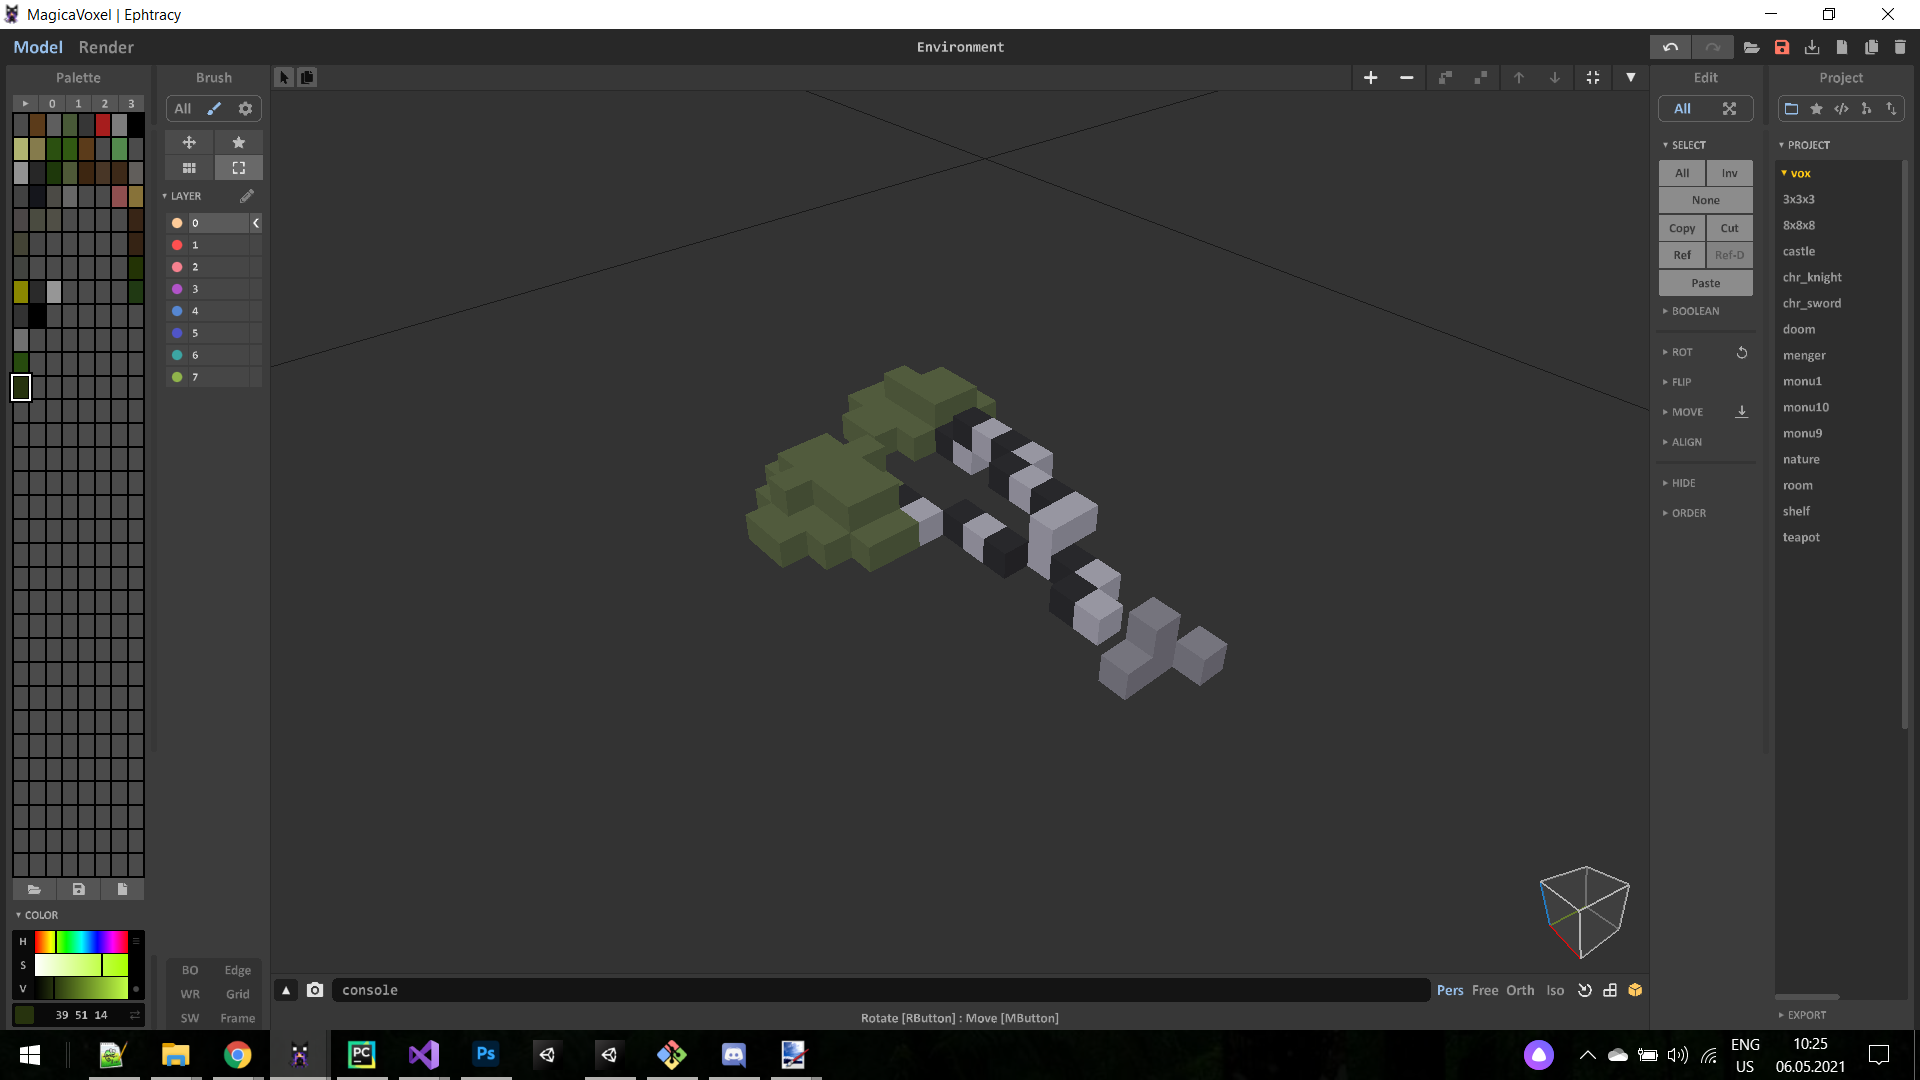 MagicaVoxel | Ephtracy
Model Render
Environment
Palette
Brush
Edit
Project
0 1 2 3
All
All
LAYER
0
1
2
3
4
5
6
7
SELECT
All Inv
None
Copy Cut
Ref Ref-D
Paste
BOOLEAN
ROT
FLIP
MOVE
ALIGN
HIDE
ORDER
PROJECT
vox
3x3x3
8x8x8
castle
chr_knight
chr_sword
doom
menger
monu1
monu10
monu9
nature
room
shelf
teapot
EXPORT
COLOR
H
S
V
39 51 14
BO Edge
WR Grid
SW Frame
console
Pers Free Orth Iso
Rotate [RButton] : Move [MButton]
PC
Ps
ENG
US
10:25
06.05.2021